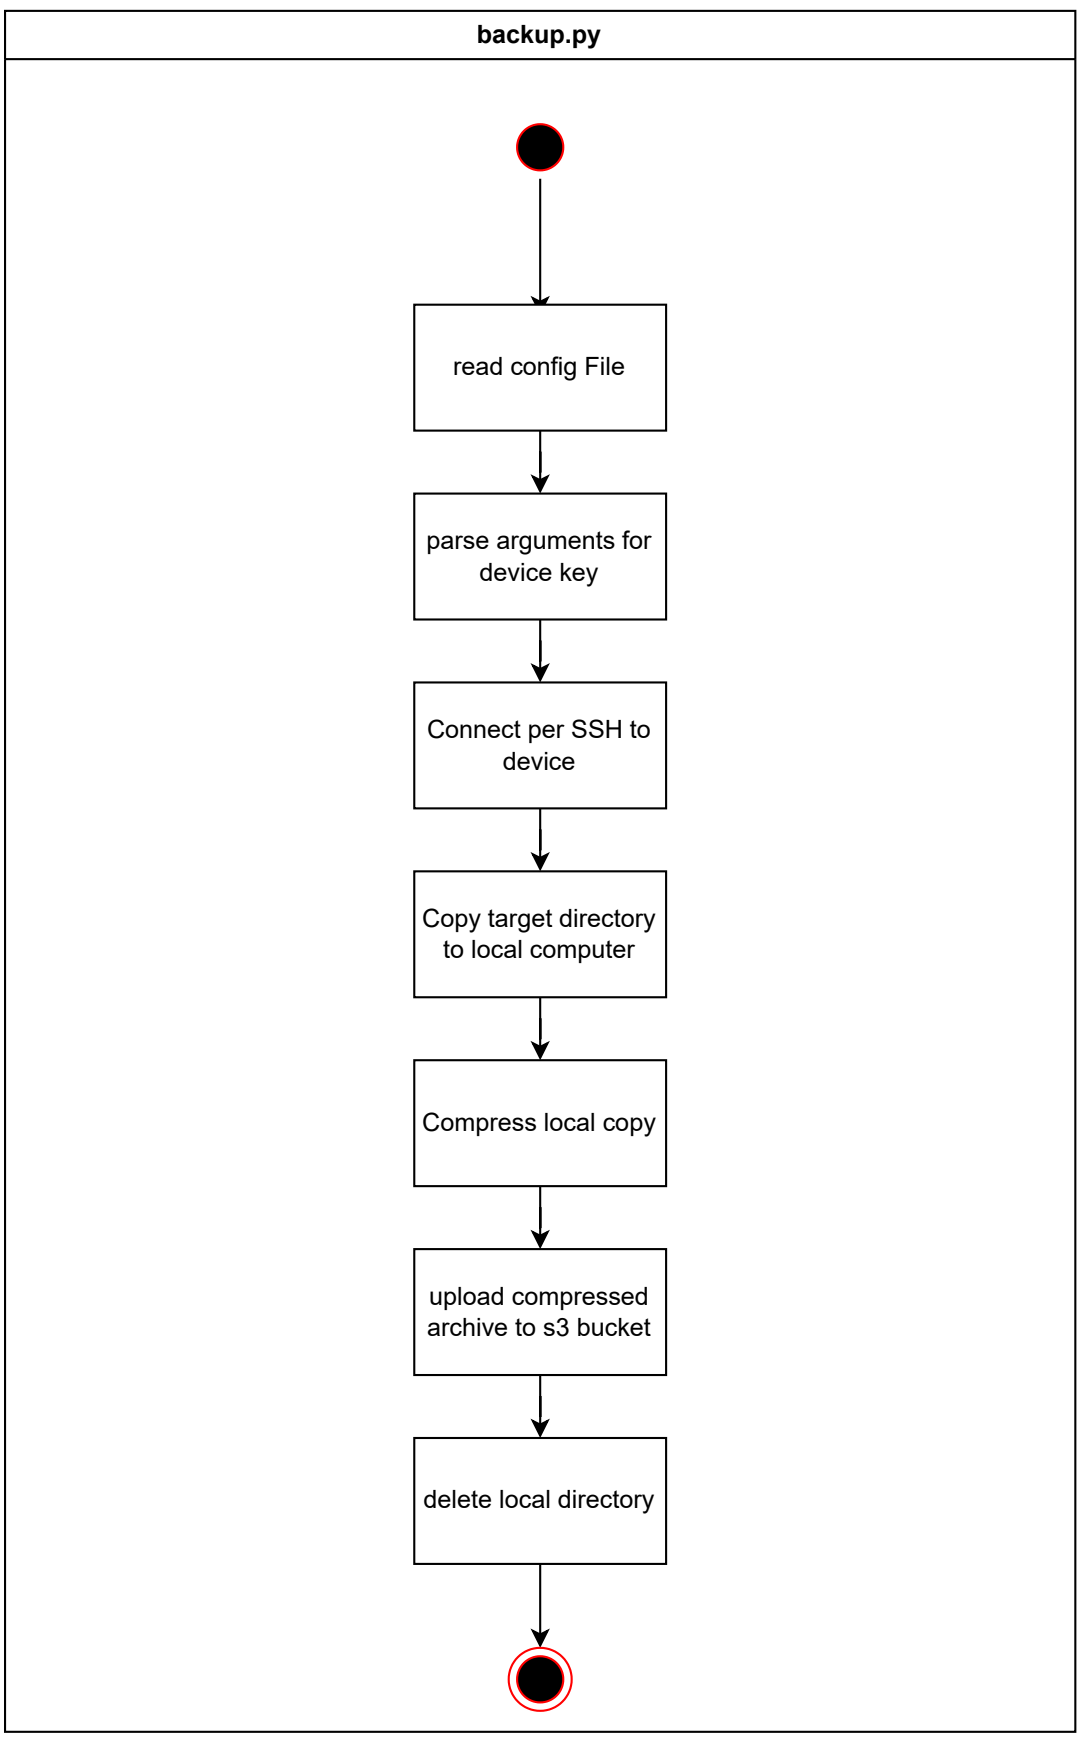 backup.py
read config File
parse arguments for
device key
Connect per SSH to
device
Copy target directory
to local computer
Compress local copy
upload compressed
archive to s3 bucket
delete local directory